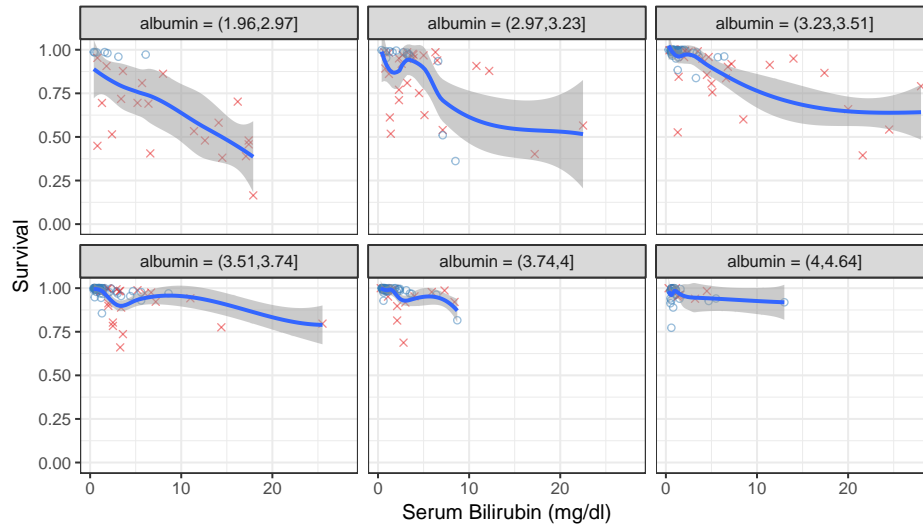 albumin = (1.96,2.97]
albumin = (2.97,3.23]
albumin = (3.23,3.51]
1.00
0.75
0.50
0.25
0.00
albumin = (3.51,3.74]
albumin = (3.74,4]
albumin = (4,4.64]
1.00
0.75
0.50
0.25
0.00
0 10 20
0 10 20
0 10 20
Serum Bilirubin (mg/dl)
Survival